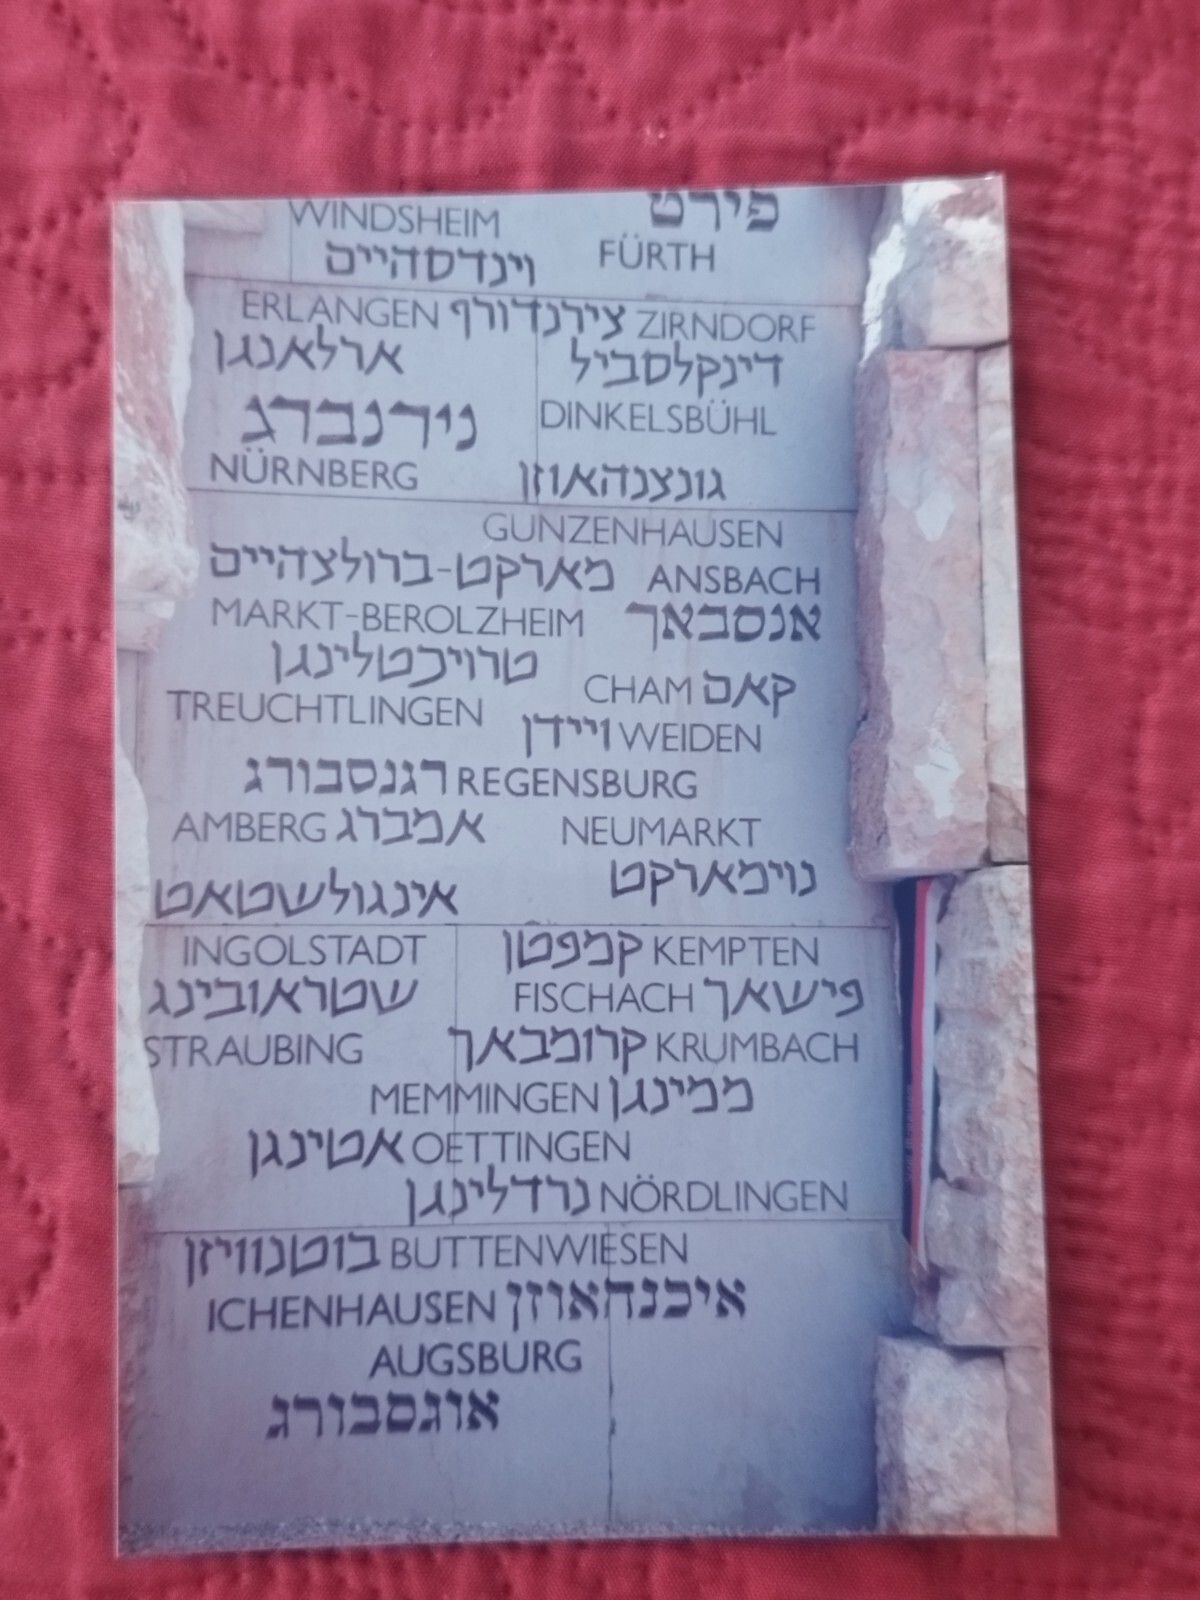 WINDSHEIM פירט
וינדסהיים FÜRTH
ERLANGEN צירנדורף ZIRNDORF
ארלאנגן דינקלסביל
נירנברג DINKELSBÜHL
NÜRNBERG גונצנהאוזן
GUNZENHAUSEN
מארקט-ברולצהיים ANSBACH
MARKT-BEROLZHEIM אנסבאך
טרויכטלינגן
CHAM קאם
TREUCHTLINGEN
ויידן WEIDEN
רגנסבורג REGENSBURG
AMBERG אמברג NEUMARKT
אינגולשטאט נוימארקט
INGOLSTADT קמפטן KEMPTEN
שטראובינג FISCHACH פישאך
STRAUBING קרומבאך KRUMBACH
MEMMINGEN ממינגן
אטינגן OETTINGEN
נרדלינגן NÖRDLINGEN
בוטנוויזן BUTTENWIESEN
ICHENHAUSEN איכנהאוזן
AUGSBURG
אוגסבורג